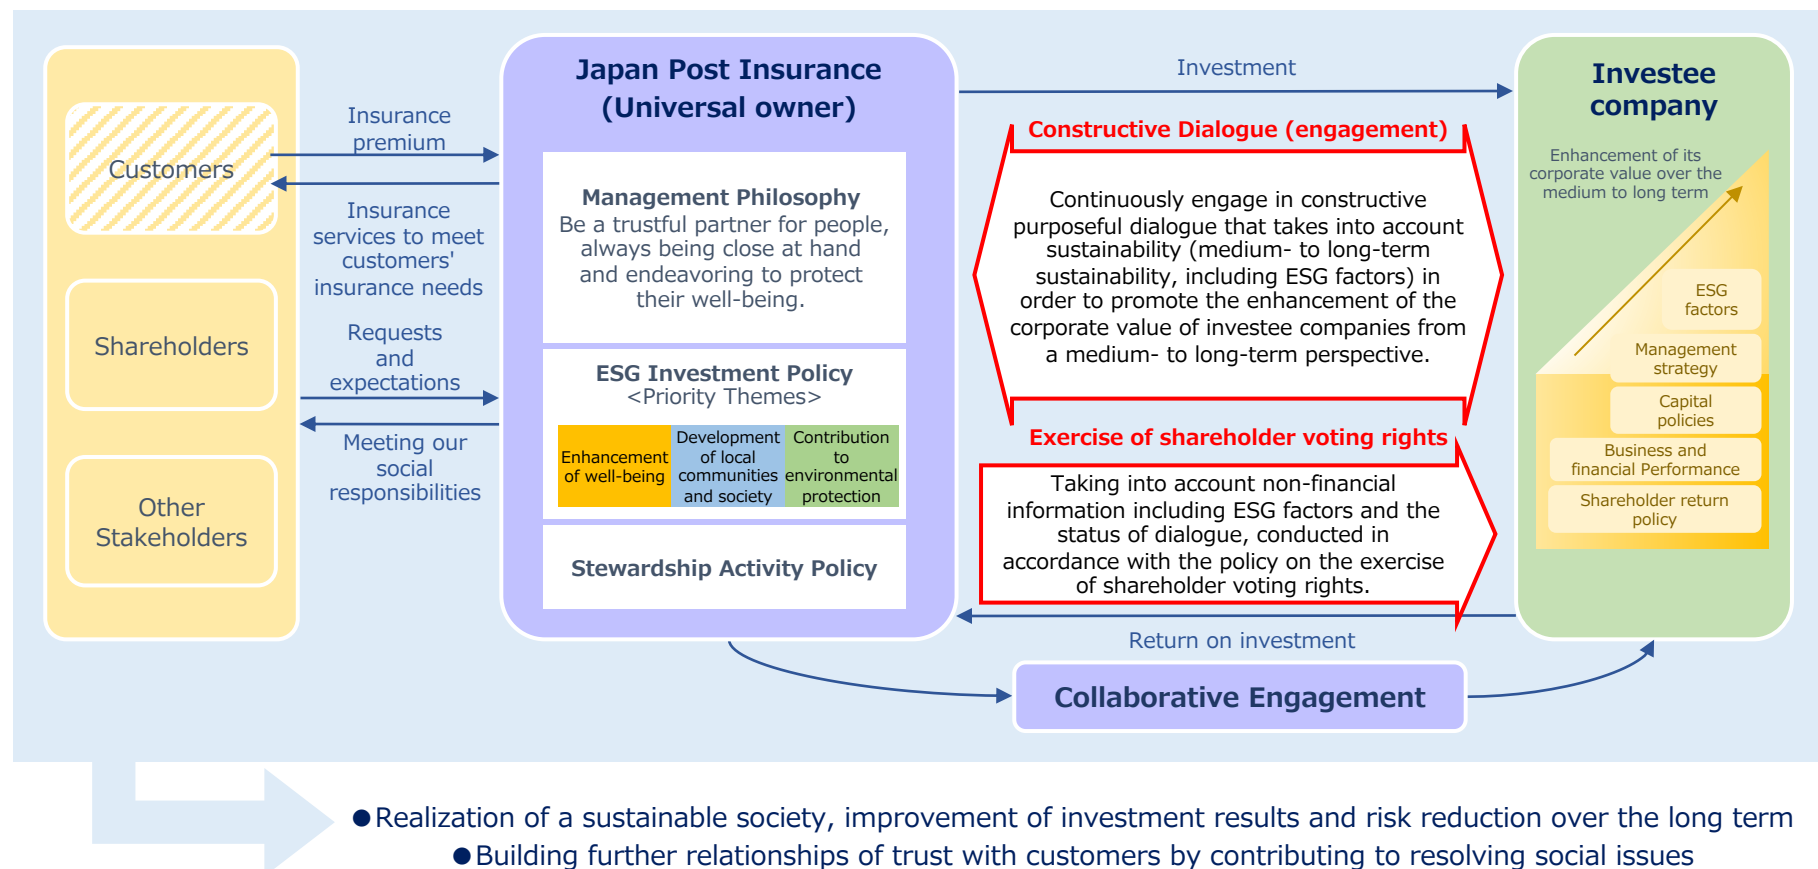 Customers
Shareholders
Other
Stakeholders
Insurance
premium
Insurance
services to meet
customers'
insurance needs
Requests
and
expectations
Meeting our
social
responsibilities
Japan Post Insurance
(Universal owner)
Management Philosophy
Be a trustful partner for people,
always being close at hand
and endeavoring to protect
their well-being.
ESG Investment Policy
<Priority Themes>
Enhancement
of well-being
Development
of local
communities
and society
Contribution
to
environmental
protection
Stewardship Activity Policy
Investment
Constructive Dialogue (engagement)
Continuously engage in constructive
purposeful dialogue that takes into account
sustainability (medium- to long-term
sustainability, including ESG factors) in
order to promote the enhancement of the
corporate value of investee companies from
a medium- to long-term perspective.
Exercise of shareholder voting rights
Taking into account non-financial
information including ESG factors and the
status of dialogue, conducted in
accordance with the policy on the exercise
of shareholder voting rights.
Return on investment
Collaborative Engagement
Investee
company
Enhancement of its
corporate value over the
medium to long term
ESG
factors
Management
strategy
Capital
policies
Business and
financial Performance
Shareholder return
policy
●Realization of a sustainable society, improvement of investment results and risk reduction over the long term
●Building further relationships of trust with customers by contributing to resolving social issues